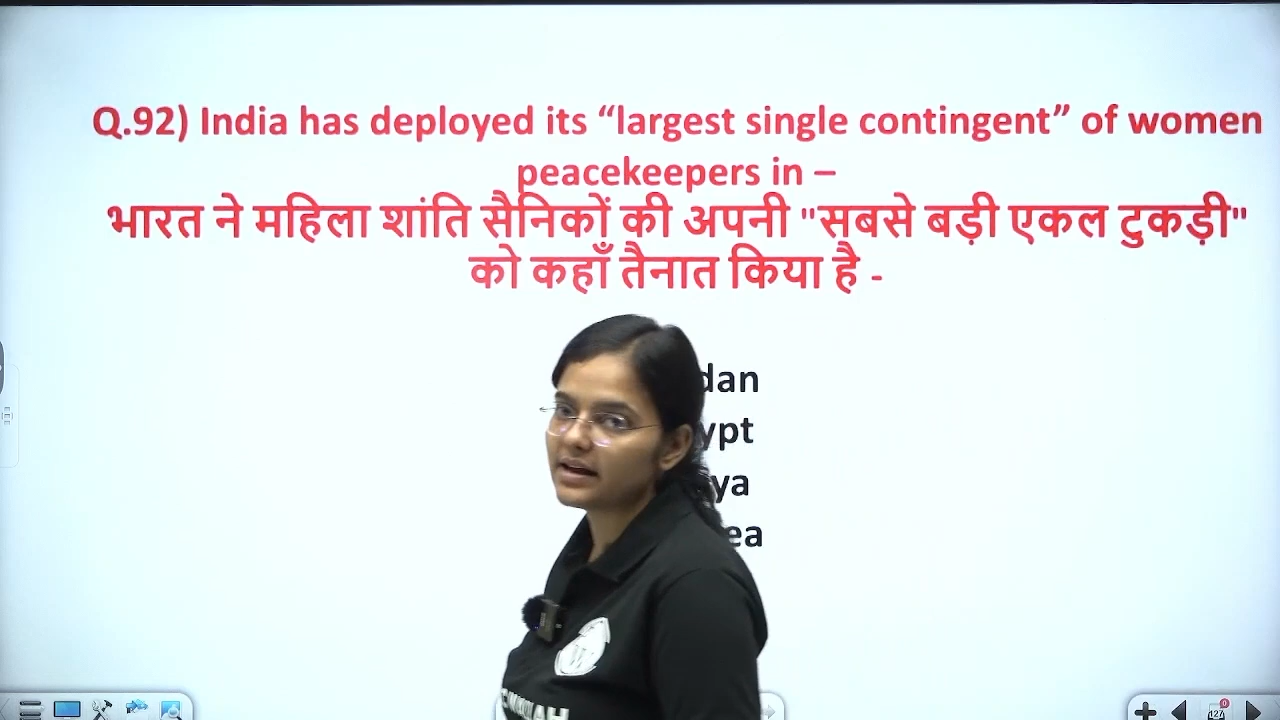 Q.92) India has deployed its “largest single contingent” of women
peacekeepers in –
भारत ने महिला शांति सैनिकों की अपनी "सबसे बड़ी एकल टुकड़ी"
को कहाँ तैनात किया है -
dan
ypt
ya
ea